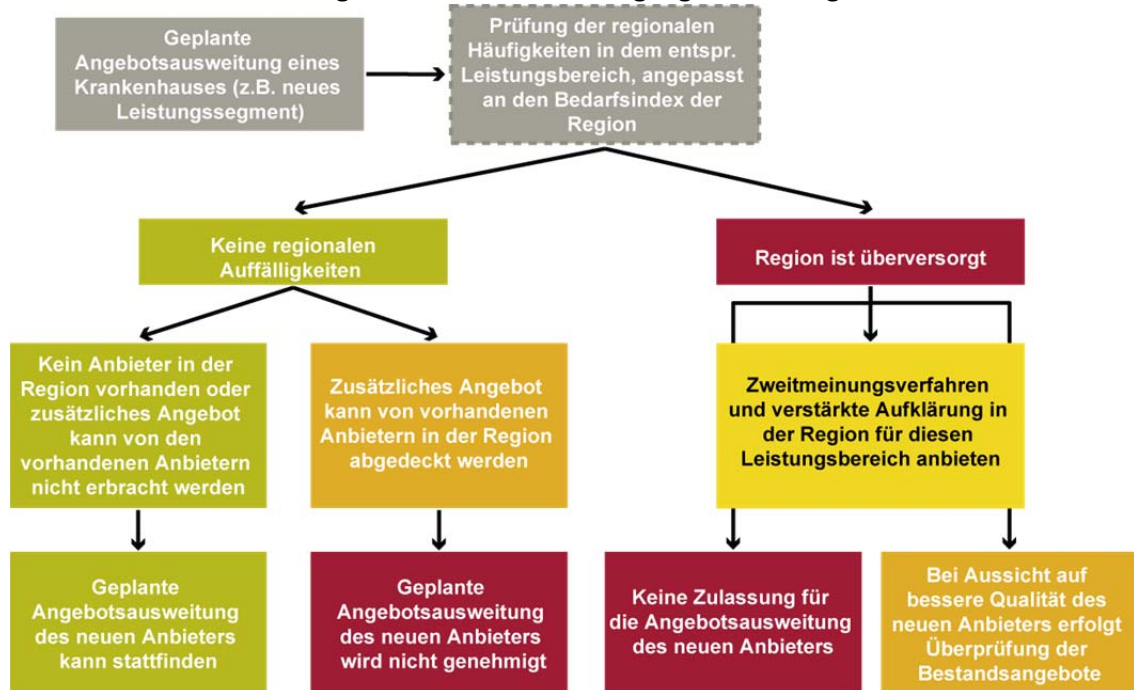 Geplante
Angebotsausweitung eines
Krankenhauses (z.B. neues
Leistungssegment)
Prüfung der regionalen
Häufigkeiten in dem entspr.
Leistungsbereich, angepasst
an den Bedarfsindex der
Region
Keine regionalen
Auffälligkeiten
Region ist überversorgt
Kein Anbieter in der
Region vorhanden oder
zusätzliches Angebot
kann von den
vorhandenen Anbietern
nicht erbracht werden
Zusätzliches Angebot
kann von vorhandenen
Anbietern in der Region
abgedeckt werden
Zweitmeinungsverfahren
und verstärkte Aufklärung in
der Region für diesen
Leistungsbereich anbieten
Geplante
Angebotsausweitung
des neuen Anbieters
kann stattfinden
Geplante
Angebotsausweitung
des neuen Anbieters
wird nicht genehmigt
Keine Zulassung für
die Angebotsausweitung
des neuen Anbieters
Bei Aussicht auf
bessere Qualität des
neuen Anbieters erfolgt
Überprüfung der
Bestandsangebote